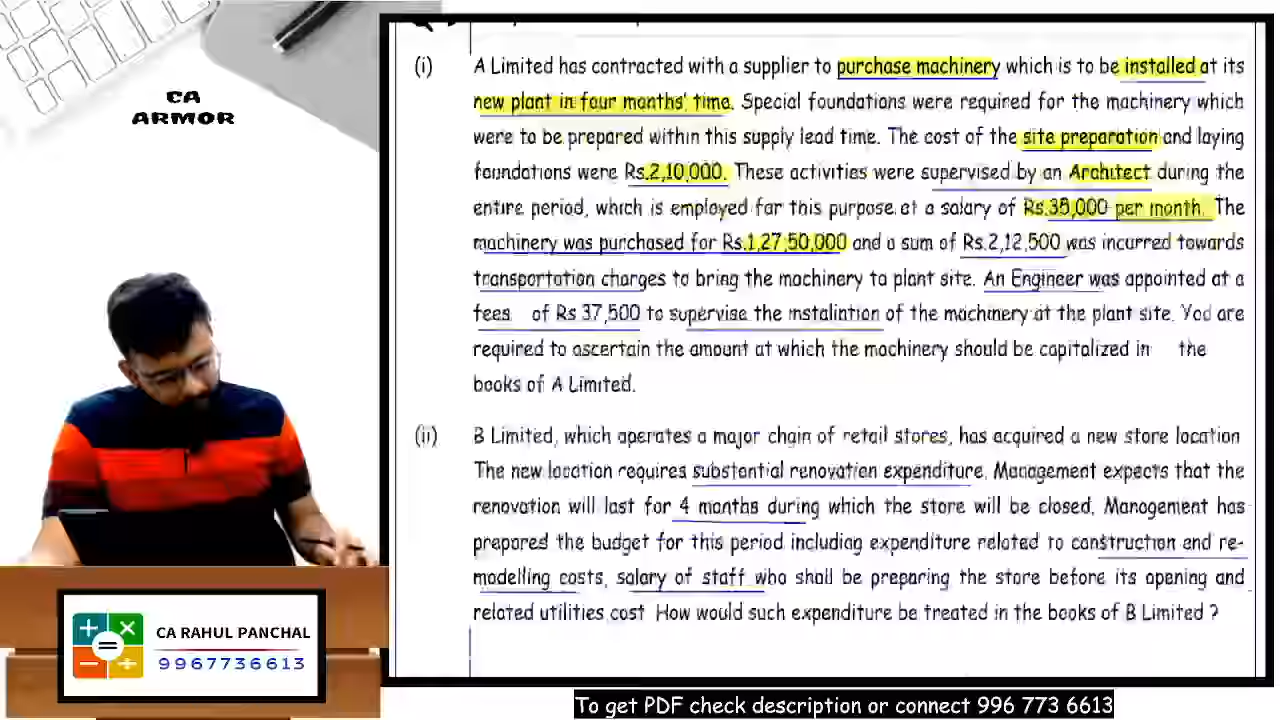 CA
ARMOR
(i) A Limited has contracted with a supplier to purchase machinery which is to be installed at its
new plant in four months' time. Special foundations were required for the machinery which
were to be prepared within this supply lead time. The cost of the site preparation and laying
foundations were Rs.2,10,000. These activities were supervised by an Architect during the
entire period, which is employed for this purpose at a salary of Rs.35,000 per month. The
machinery was purchased for Rs.1,27,50,000 and a sum of Rs.2,12,500 was incurred towards
transportation charges to bring the machinery to plant site. An Engineer was appointed at a
fees of Rs 37,500 to supervise the instalintion of the machinery at the plant site. You are
required to ascertain the amount at which the machinery should be capitalized in the
books of A Limited.
(ii) B Limited, which operates a major chain of retail stores, has acquired a new store location
The new location requires substantial renovation expenditure. Management expects that the
renovation will last for 4 months during which the store will be closed. Management has
prepared the budget for this period including expenditure related to construction and re-
modelling costs, salary of staff who shall be preparing the store before its opening and
related utilities cost How would such expenditure be treated in the books of B Limited ?
CA RAHUL PANCHAL
9967736613
To get PDF check description or connect 996 773 6613